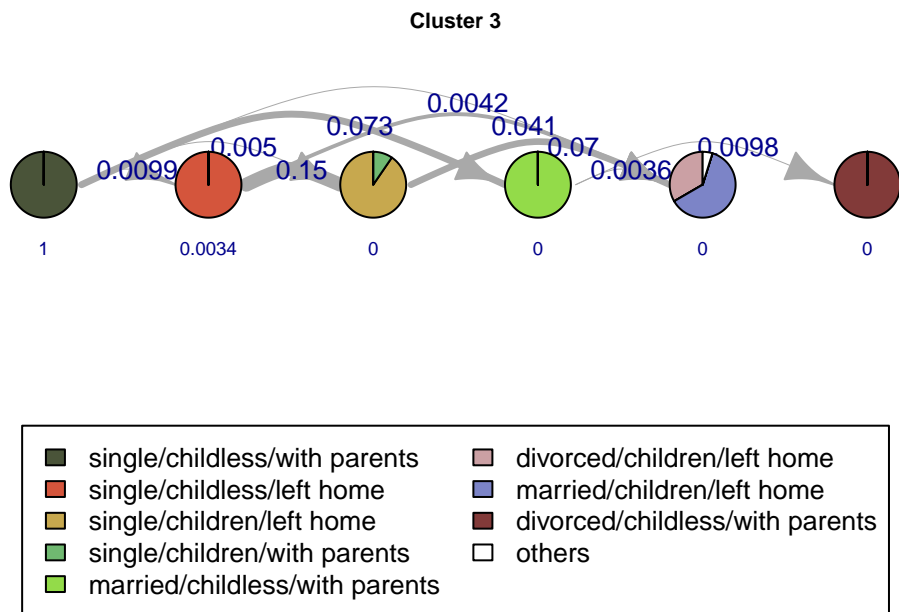 Cluster 3
0.0042
0.073
0.041
0.005
0.07
0.0098
0.0099
0.15
0.0036
1
0.0034
0
0
0
0
single/childless/with parents
single/childless/left home
single/children/left home
single/children/with parents
married/childless/with parents
divorced/children/left home
married/children/left home
divorced/childless/with parents
others